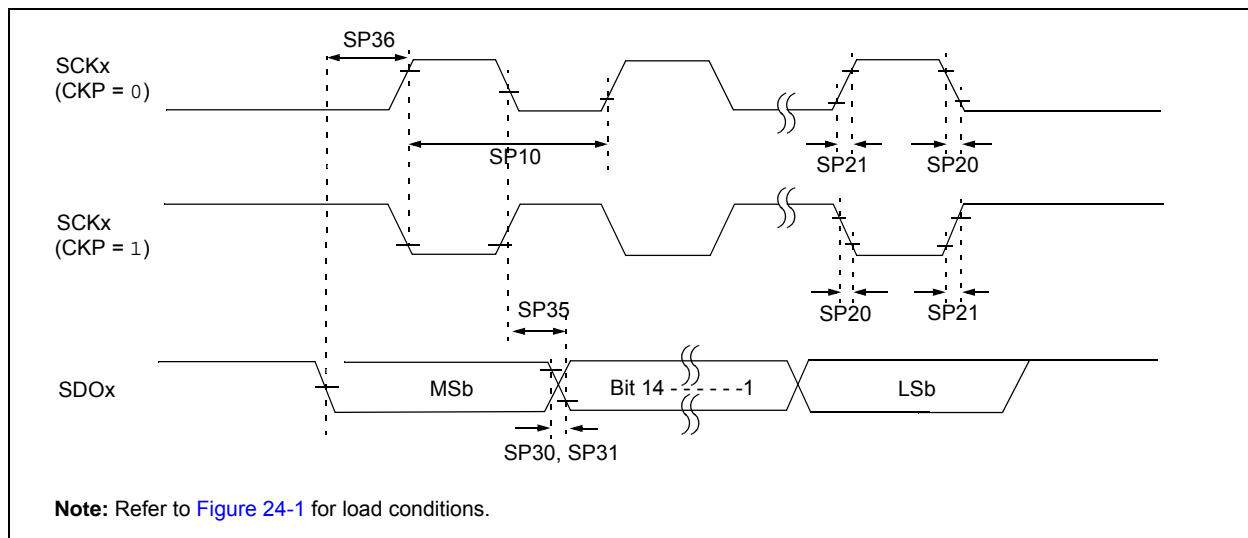 SP36
SCKx
(CKP = 0)
SP10
SP21
SP20
SCKx
(CKP = 1)
SP35
SP20
SP21
SDOx
MSb
Bit 14 - - - - - -1
LSb
SP30, SP31
Note: Refer to Figure 24-1 for load conditions.